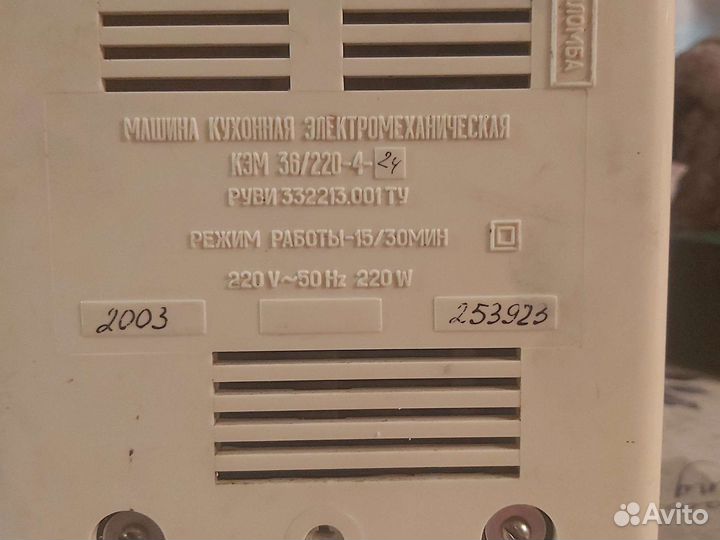 ПЛОМБА
МАШИНА КУХОННАЯ ЭЛЕКТРОМЕХАНИЧЕСКАЯ
КЭМ 36/220-4-24
РУВИ 332213.001 ТУ
РЕЖИМ РАБОТЫ-15/30МИН
220 V~50 Hz 220 W
2003
253923
Avito